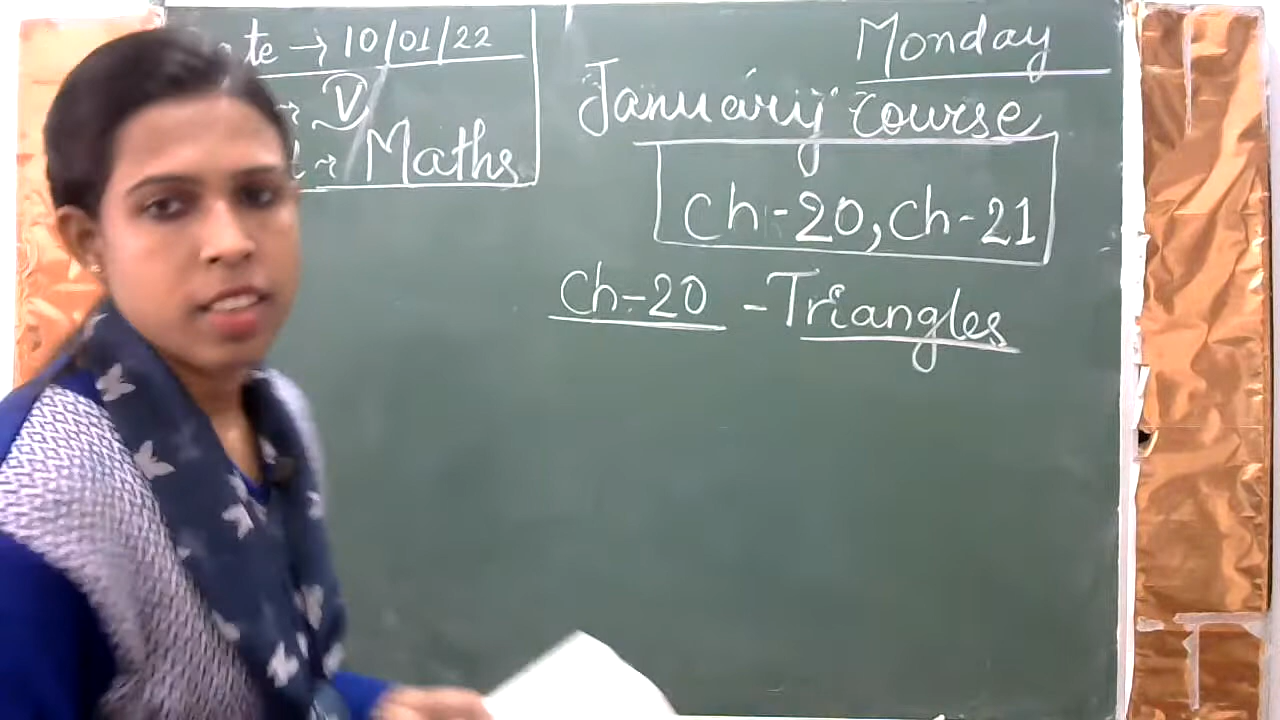 te → 10/01/22
→ V
t → Maths
Monday
January course
Ch-20, Ch-21
Ch-20 - Triangles